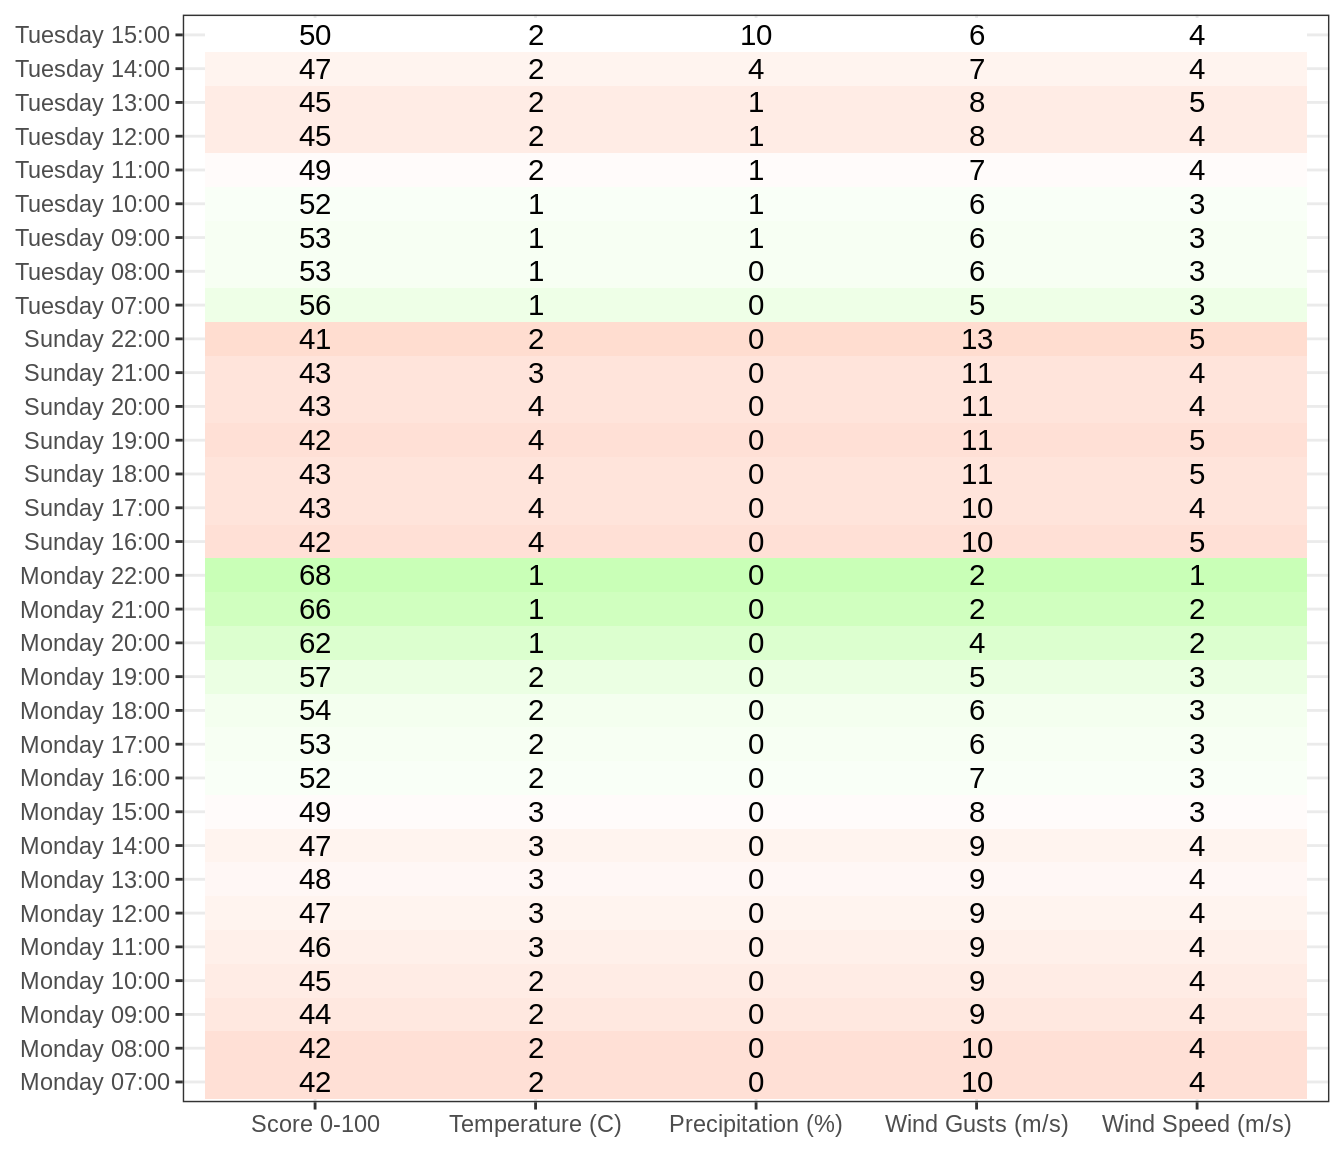 Tuesday 15:00 50 2 10 6 4
Tuesday 14:00 47 2 4 7 4
Tuesday 13:00 45 2 1 8 5
Tuesday 12:00 45 2 1 8 4
Tuesday 11:00 49 2 1 7 4
Tuesday 10:00 52 1 1 6 3
Tuesday 09:00 53 1 1 6 3
Tuesday 08:00 53 1 0 6 3
Tuesday 07:00 56 1 0 5 3
Sunday 22:00 41 2 0 13 5
Sunday 21:00 43 3 0 11 4
Sunday 20:00 43 4 0 11 4
Sunday 19:00 42 4 0 11 5
Sunday 18:00 43 4 0 11 5
Sunday 17:00 43 4 0 10 4
Sunday 16:00 42 4 0 10 5
Monday 22:00 68 1 0 2 1
Monday 21:00 66 1 0 2 2
Monday 20:00 62 1 0 4 2
Monday 19:00 57 2 0 5 3
Monday 18:00 54 2 0 6 3
Monday 17:00 53 2 0 6 3
Monday 16:00 52 2 0 7 3
Monday 15:00 49 3 0 8 3
Monday 14:00 47 3 0 9 4
Monday 13:00 48 3 0 9 4
Monday 12:00 47 3 0 9 4
Monday 11:00 46 3 0 9 4
Monday 10:00 45 2 0 9 4
Monday 09:00 44 2 0 9 4
Monday 08:00 42 2 0 10 4
Monday 07:00 42 2 0 10 4
Score 0-100 Temperature (C) Precipitation (%) Wind Gusts (m/s) Wind Speed (m/s)